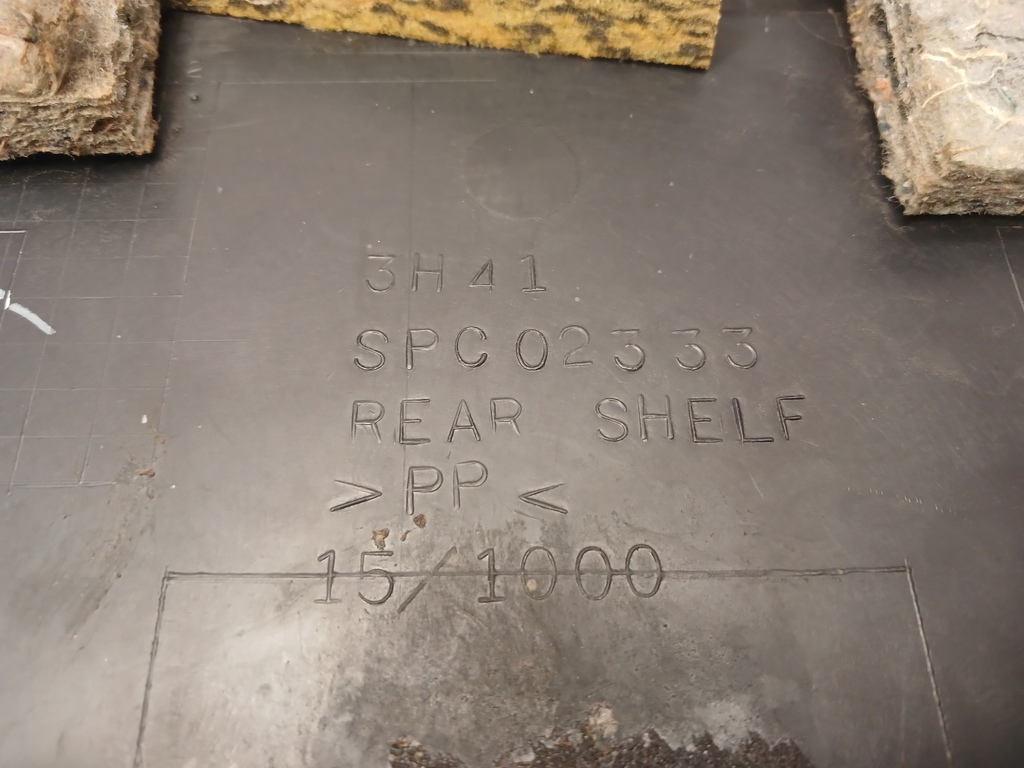 3H41
SPC02333
REAR SHELF
>PP<
15/1000